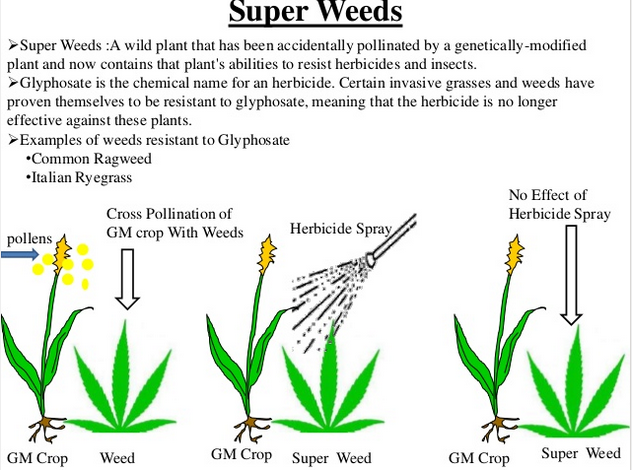 Super Weeds
➢Super Weeds :A wild plant that has been accidentally pollinated by a genetically-modified
plant and now contains that plant's abilities to resist herbicides and insects.
➢Glyphosate is the chemical name for an herbicide. Certain invasive grasses and weeds have
proven themselves to be resistant to glyphosate, meaning that the herbicide is no longer
effective against these plants.
➢Examples of weeds resistant to Glyphosate
•Common Ragweed
•Italian Ryegrass
pollens
Cross Pollination of
GM crop With Weeds
Herbicide Spray
No Effect of
Herbicide Spray
GM Crop
Weed
GM Crop
Super Weed
GM Crop
Super Weed